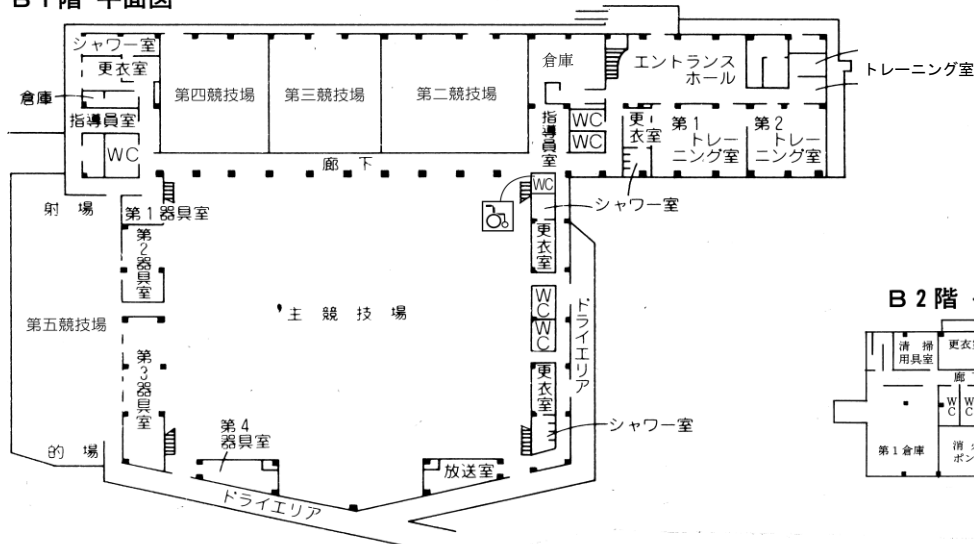 B1階 平面図
シャワー室
更衣室
倉庫
指導員室
WC
第四競技場
第三競技場
第二競技場
倉庫
指導員室
WC
WC
エントランス
ホール
トレーニング室
更衣室
第1
トレー
ニング室
第2
トレー
ニング室
廊下
シャワー室
WC
射場
第1器具室
第2器具室
第五競技場
第3器具室
的場
主競技場
更衣室
WC
WC
更衣室
シャワー室
ドライエリア
第4
器具室
放送室
ドライエリア
B2階
清掃
用具室
更衣
廊
WC
WC
第1倉庫
ポン